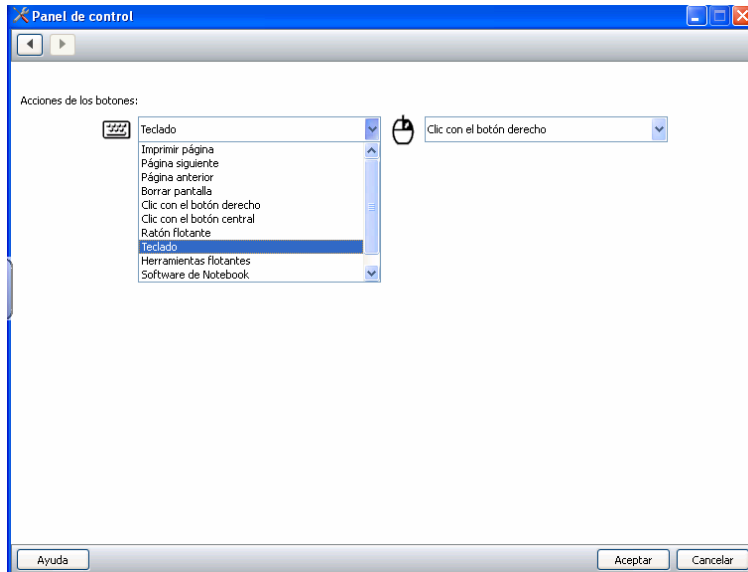 Panel de control
Acciones de los botones:
Teclado
Clic con el botón derecho
Imprimir página
Página siguiente
Página anterior
Borrar pantalla
Clic con el botón derecho
Clic con el botón central
Ratón flotante
Teclado
Herramientas flotantes
Software de Notebook
Ayuda
Aceptar
Cancelar